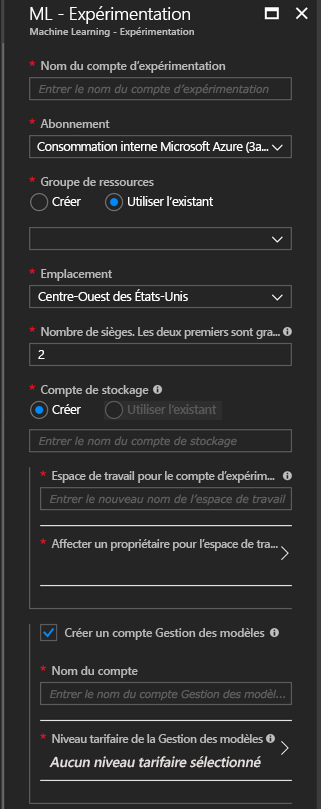 ML - Expérimentation
Machine Learning - Expérimentation
* Nom du compte d'expérimentation
Entrer le nom du compte d'expérimentation
* Abonnement
Consommation interne Microsoft Azure (3a...
* Groupe de ressources
Créer Utiliser l'existant
* Emplacement
Centre-Ouest des États-Unis
* Nombre de sièges. Les deux premiers sont gra...
2
* Compte de stockage
Créer Utiliser l'existant
Entrer le nom du compte de stockage
* Espace de travail pour le compte d'expérim...
Entrer le nouveau nom de l'espace de travail
* Affecter un propriétaire pour l'espace de tra...
Créer un compte Gestion des modèles
* Nom du compte
Entrer le nom du compte Gestion des modèl...
* Niveau tarifaire de la Gestion des modèles
Aucun niveau tarifaire sélectionné